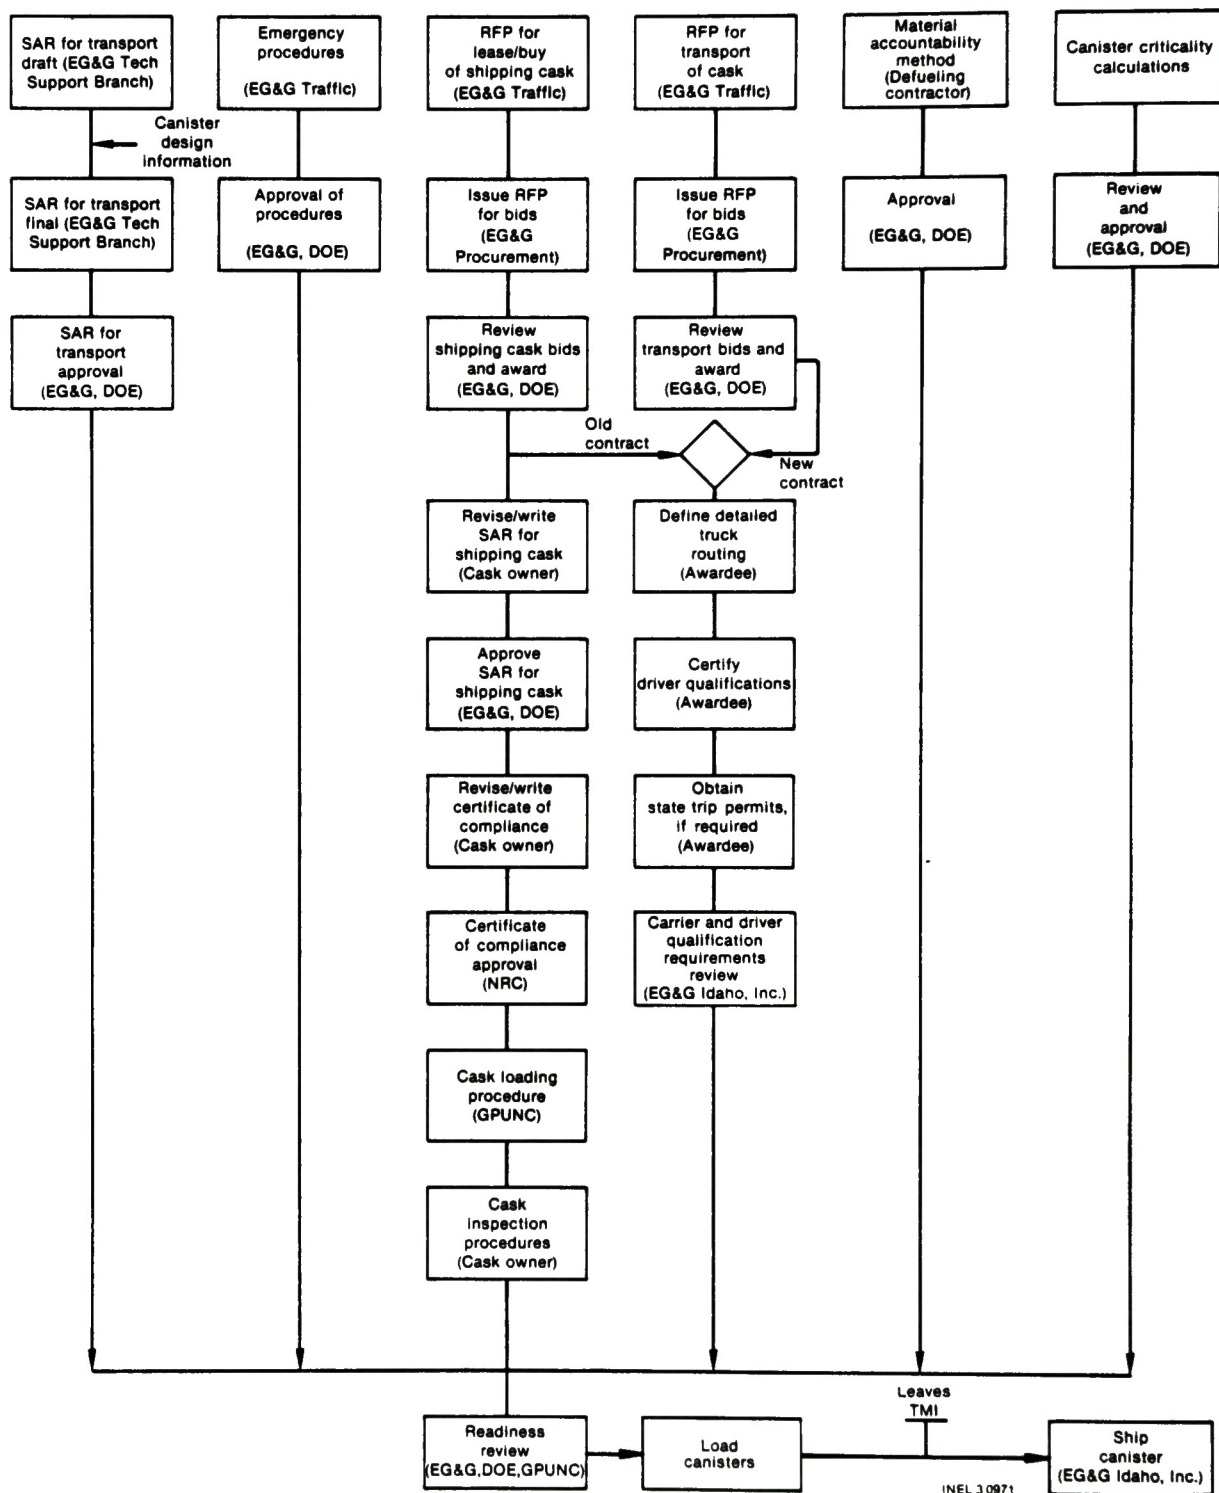 SAR for transport
draft (EG&G Tech
Support Branch)
Emergency
procedures
(EG&G Traffic)
RFP for
lease/buy
of shipping cask
(EG&G Traffic)
RFP for
transport
of cask
(EG&G Traffic)
Material
accountability
method
(Defueling
contractor)
Canister criticality
calculations
Canister
design
information
SAR for transport
final (EG&G Tech
Support Branch)
Approval of
procedures
(EG&G, DOE)
Issue RFP
for bids
(EG&G
Procurement)
Issue RFP
for bids
(EG&G
Procurement)
Approval
(EG&G, DOE)
Review
and
approval
(EG&G, DOE)
SAR for
transport
approval
(EG&G, DOE)
Review
shipping cask bids
and award
(EG&G, DOE)
Review
transport bids and
award
(EG&G, DOE)
Old
contract
New
contract
Revise/write
SAR for
shipping cask
(Cask owner)
Define detailed
truck
routing
(Awardee)
Approve
SAR for
shipping cask
(EG&G, DOE)
Certify
driver qualifications
(Awardee)
Revise/write
certificate of
compliance
(Cask owner)
Obtain
state trip permits,
if required
(Awardee)
Certificate
of compliance
approval
(NRC)
Carrier and driver
qualification
requirements
review
(EG&G Idaho, Inc.)
Cask loading
procedure
(GPUNC)
Cask
inspection
procedures
(Cask owner)
Leaves
TMI
Readiness
review
(EG&G,DOE,GPUNC)
Load
canisters
Ship
canister
(EG&G Idaho, Inc.)
INEL 3 0971